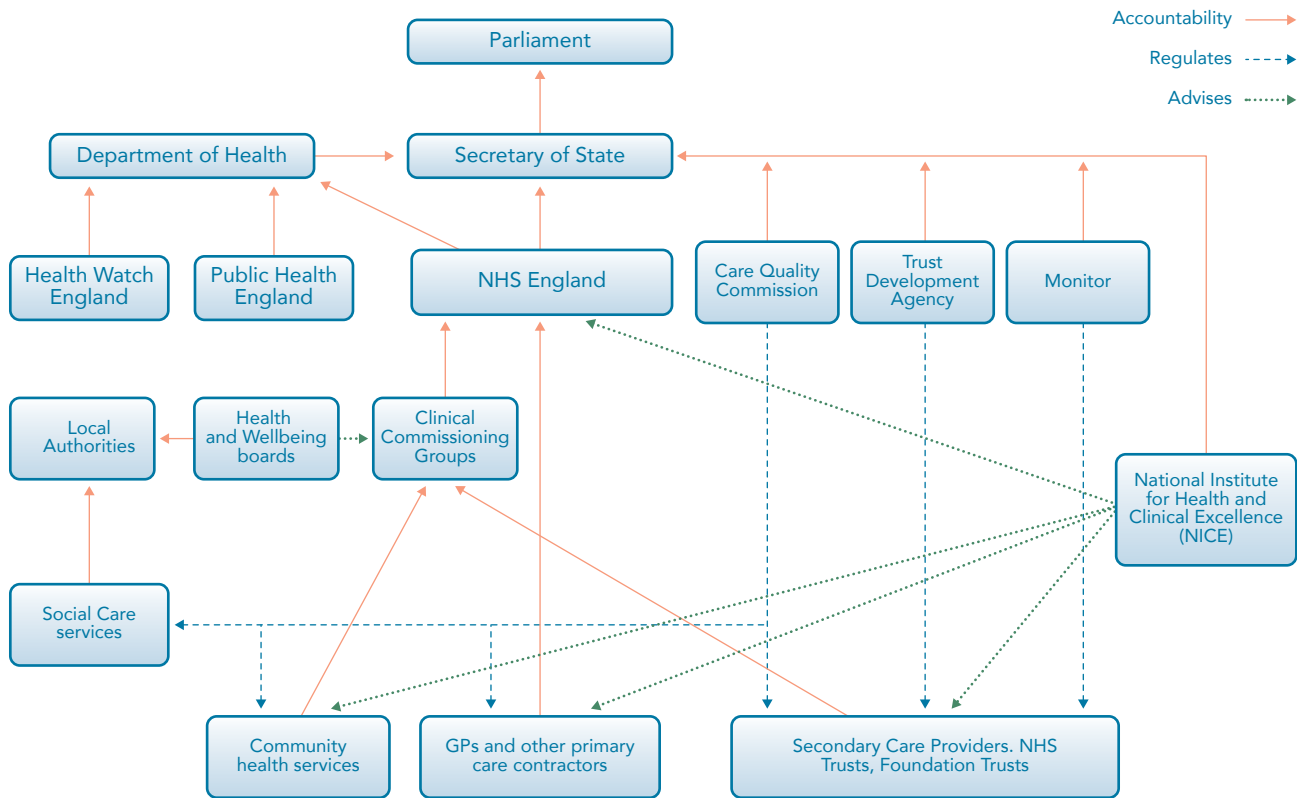 Accountability
Parliament
Regulates
Advises
Department of Health
Secretary of State
Health Watch
England
Public Health
England
NHS England
Care Quality
Commission
Trust
Development
Agency
Monitor
Local
Authorities
Health
and Wellbeing
boards
Clinical
Commissioning
Groups
National Institute
for Health and
Clinical Excellence
(NICE)
Social Care
services
Community
health services
GPs and other primary
care contractors
Secondary Care Providers. NHS
Trusts, Foundation Trusts